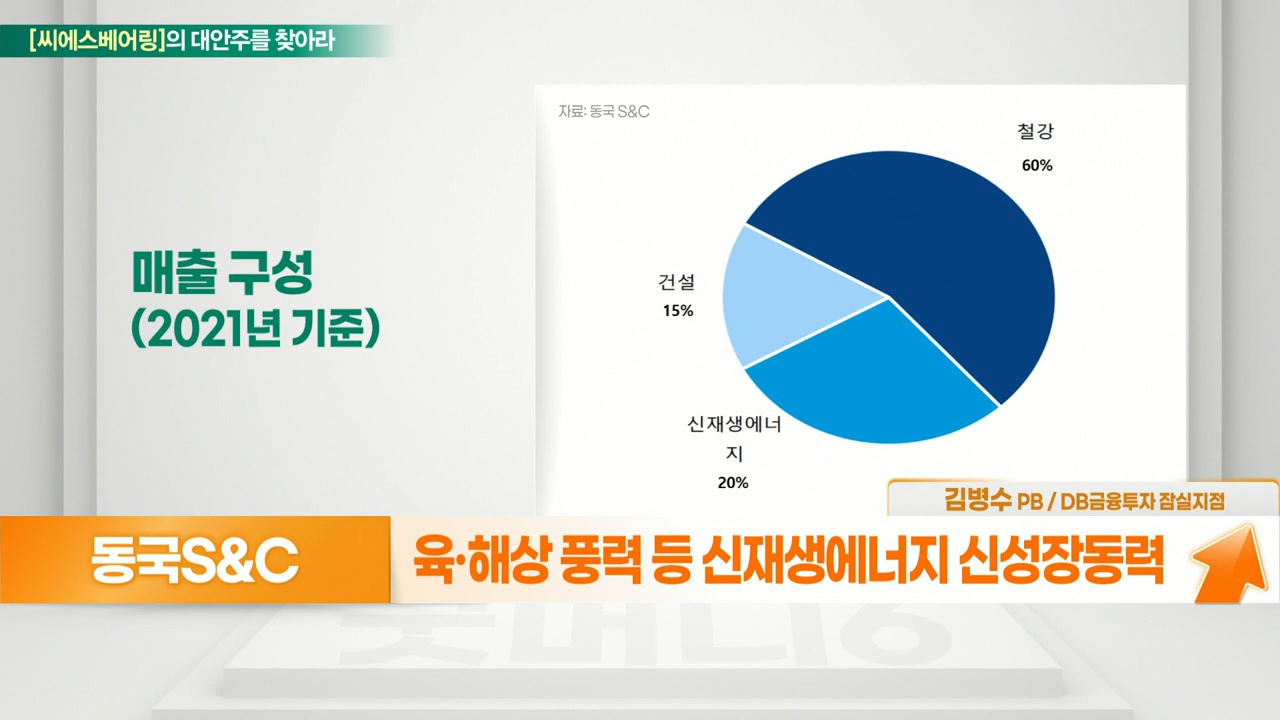 [씨에스베어링]의 대안주를 찾아라
자료: 동국 S&C
철강
60%
매출 구성
(2021년 기준)
건설
15%
신재생에너
지
20%
김병수 PB / DB금융투자 잠실지점
동국S&C
육·해상 풍력 등 신재생에너지 신성장동력